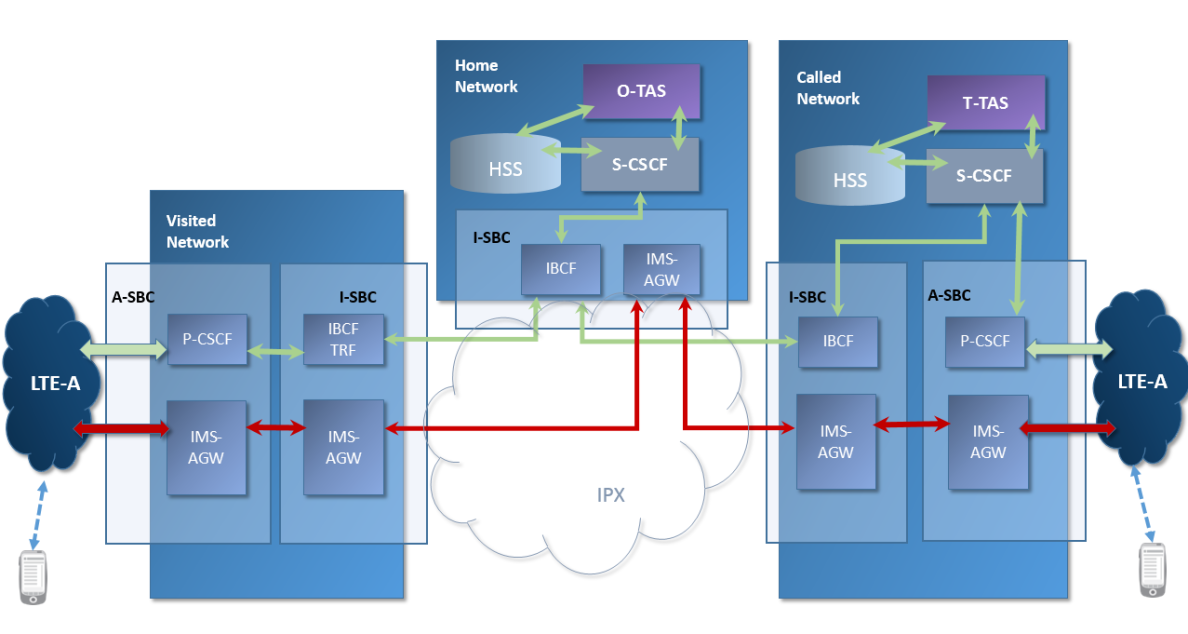 Home
Network
O-TAS
HSS
S-CSCF
I-SBC
IBCF
IMS-
AGW
Called
Network
T-TAS
HSS
S-CSCF
Visited
Network
A-SBC
I-SBC
P-CSCF
IBCF
TRF
IMS-
AGW
IMS-
AGW
LTE-A
IPX
I-SBC
A-SBC
IBCF
P-CSCF
IMS-
AGW
IMS-
AGW
LTE-A